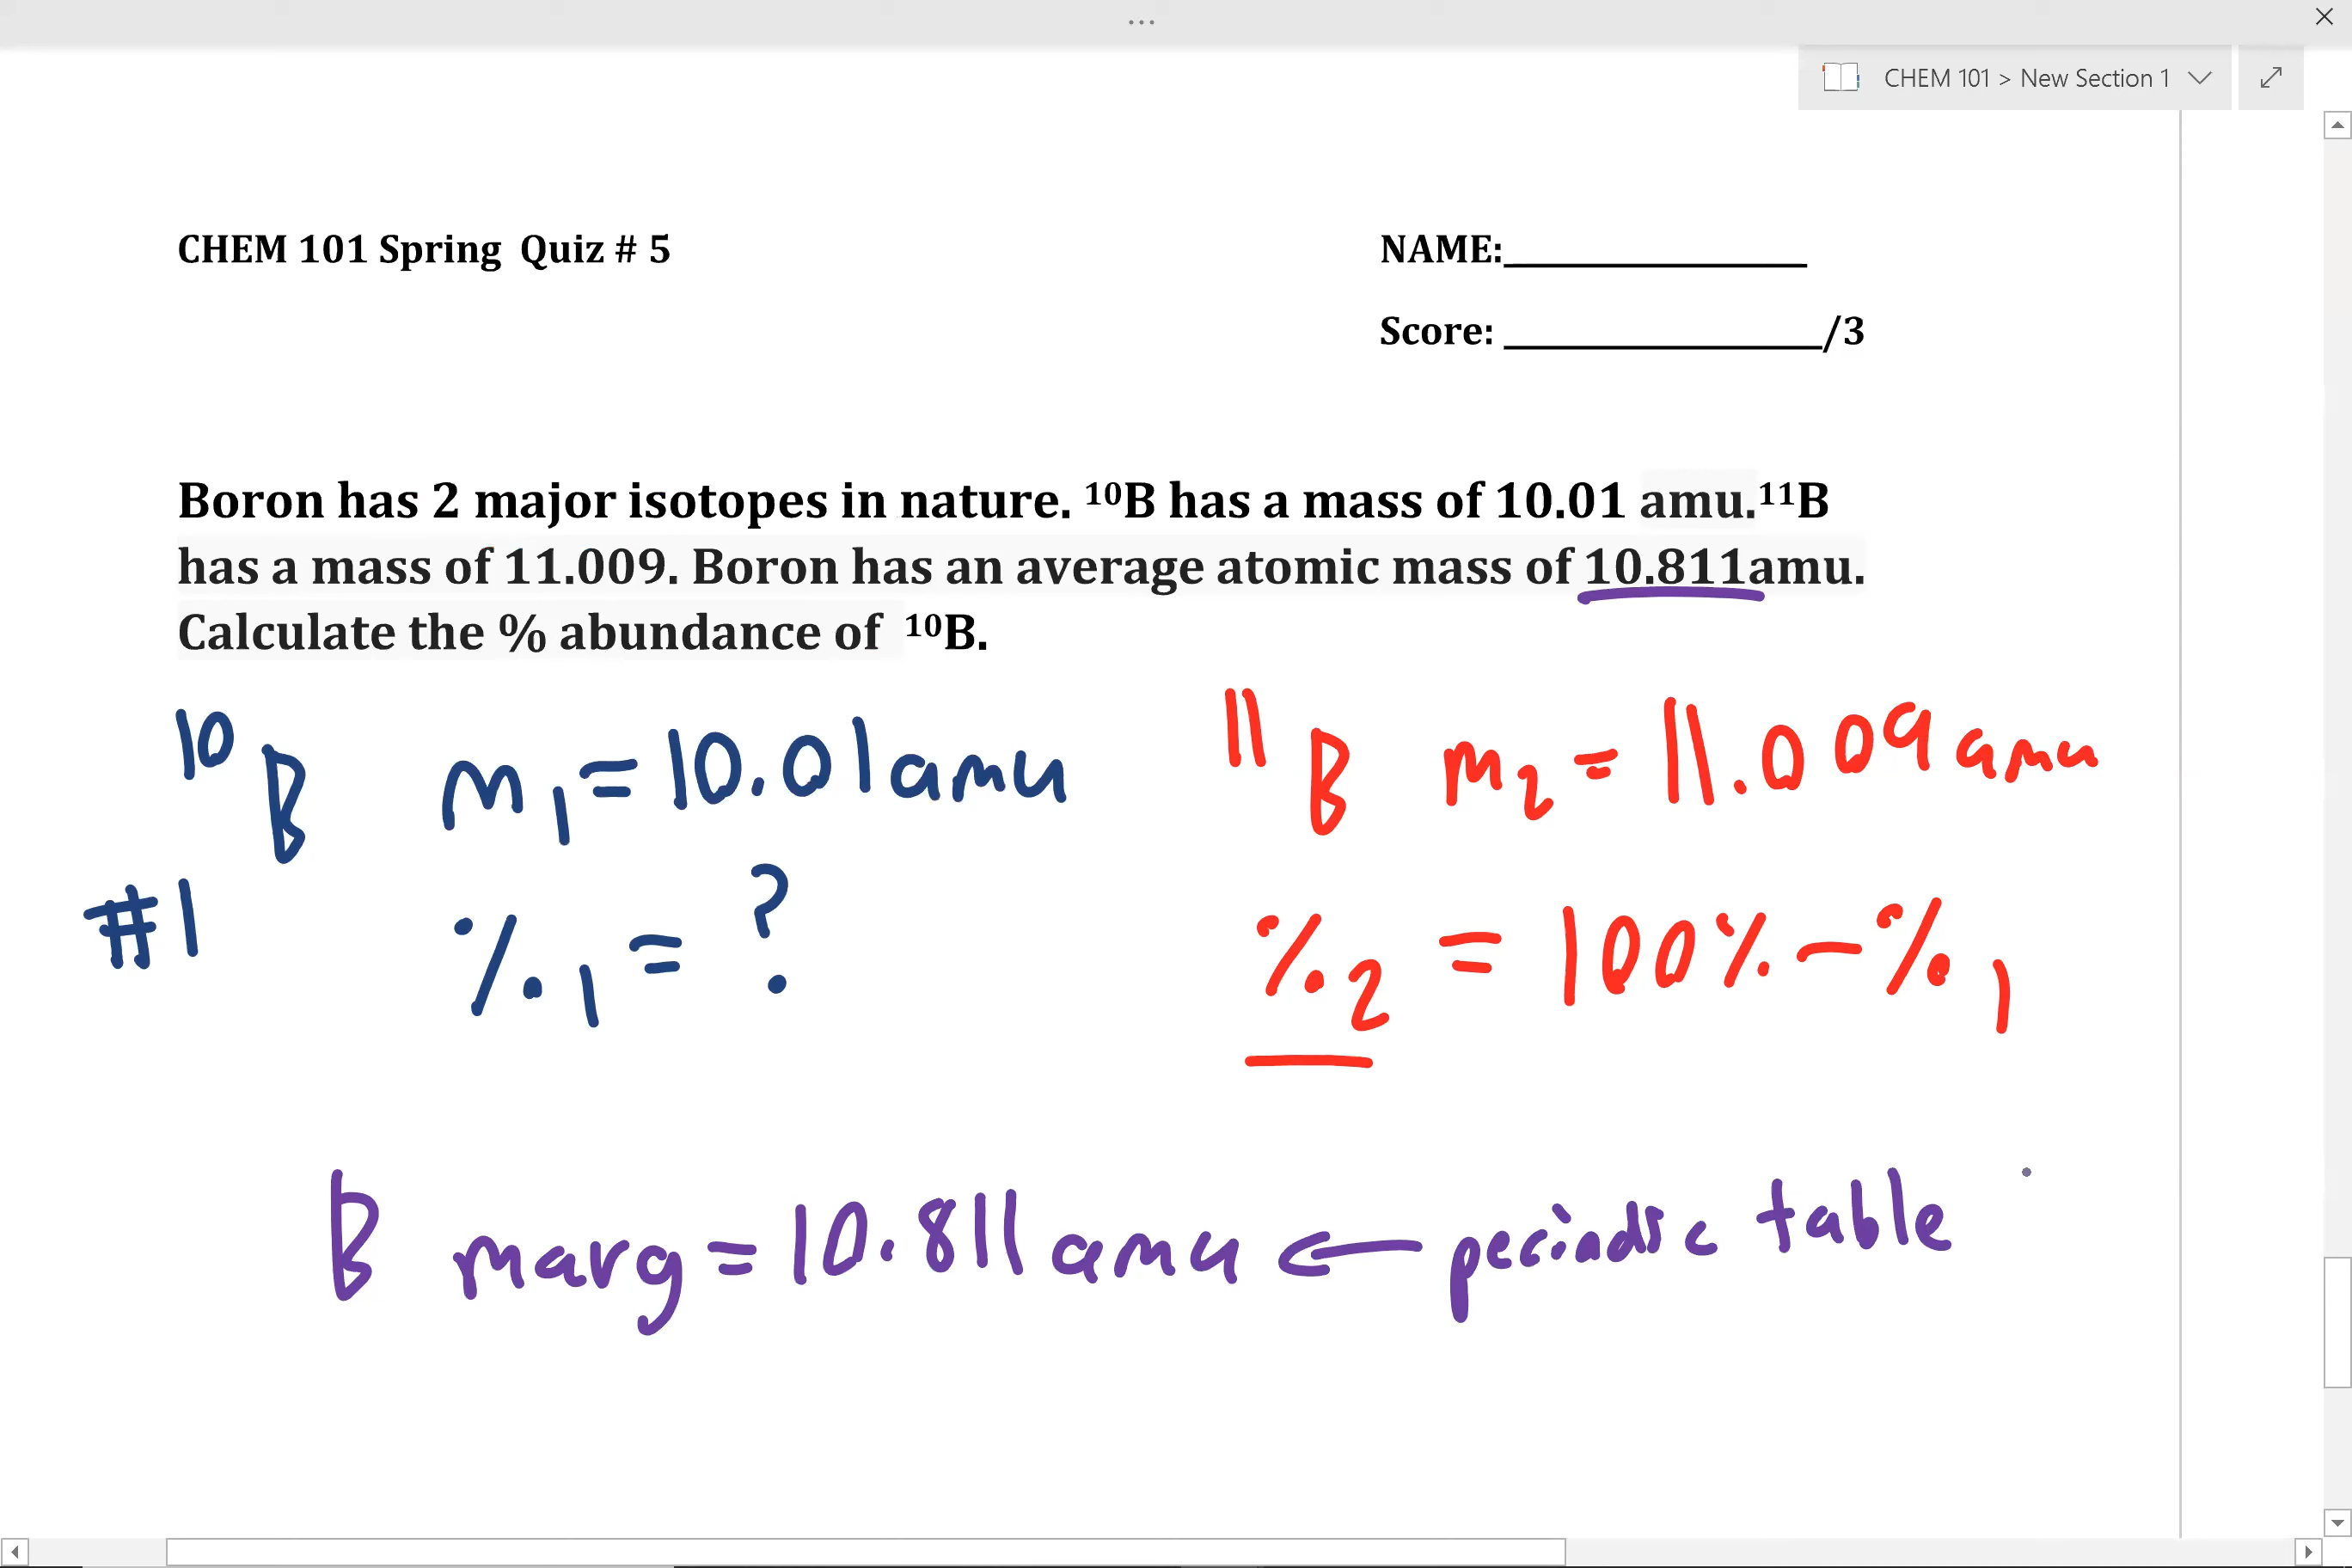 CHEM 101 > New Section 1
CHEM 101 Spring Quiz # 5 NAME:
Score: /3
Boron has 2 major isotopes in nature. ¹⁰B has a mass of 10.01 amu.¹¹B
has a mass of 11.009. Boron has an average atomic mass of 10.811amu.
Calculate the % abundance of ¹⁰B.
¹⁰B m₁=10.01amu ¹¹B m₂=11.009amu
#1 %₁=? %₂=100%-%₁
B mavg=10.811amu ← periodic table